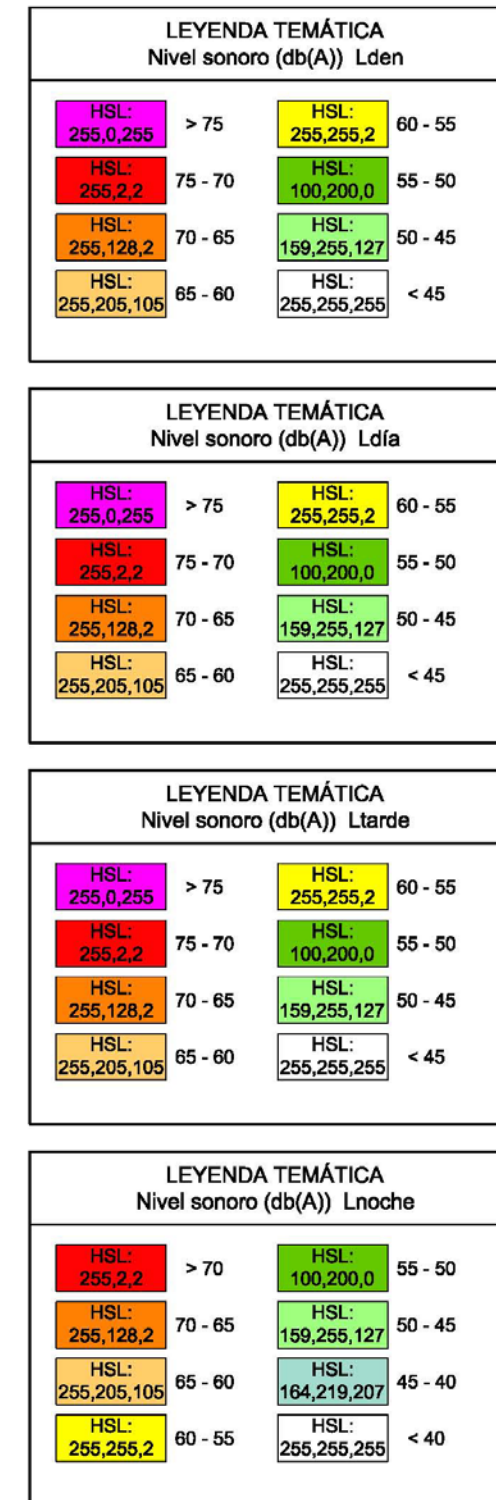 LEYENDA TEMÁTICA
Nivel sonoro (db(A)) Lden
HSL:
255,0,255
> 75
HSL:
255,255,2
60 - 55
HSL:
255,2,2
75 - 70
HSL:
100,200,0
55 - 50
HSL:
255,128,2
70 - 65
HSL:
159,255,127
50 - 45
HSL:
255,205,105
65 - 60
HSL:
255,255,255
< 45
LEYENDA TEMÁTICA
Nivel sonoro (db(A)) Ldía
HSL:
255,0,255
> 75
HSL:
255,255,2
60 - 55
HSL:
255,2,2
75 - 70
HSL:
100,200,0
55 - 50
HSL:
255,128,2
70 - 65
HSL:
159,255,127
50 - 45
HSL:
255,205,105
65 - 60
HSL:
255,255,255
< 45
LEYENDA TEMÁTICA
Nivel sonoro (db(A)) Ltarde
HSL:
255,0,255
> 75
HSL:
255,255,2
60 - 55
HSL:
255,2,2
75 - 70
HSL:
100,200,0
55 - 50
HSL:
255,128,2
70 - 65
HSL:
159,255,127
50 - 45
HSL:
255,205,105
65 - 60
HSL:
255,255,255
< 45
LEYENDA TEMÁTICA
Nivel sonoro (db(A)) Lnoche
HSL:
255,2,2
> 70
HSL:
100,200,0
55 - 50
HSL:
255,128,2
70 - 65
HSL:
159,255,127
50 - 45
HSL:
255,205,105
65 - 60
HSL:
164,219,207
45 - 40
HSL:
255,255,2
60 - 55
HSL:
255,255,255
< 40